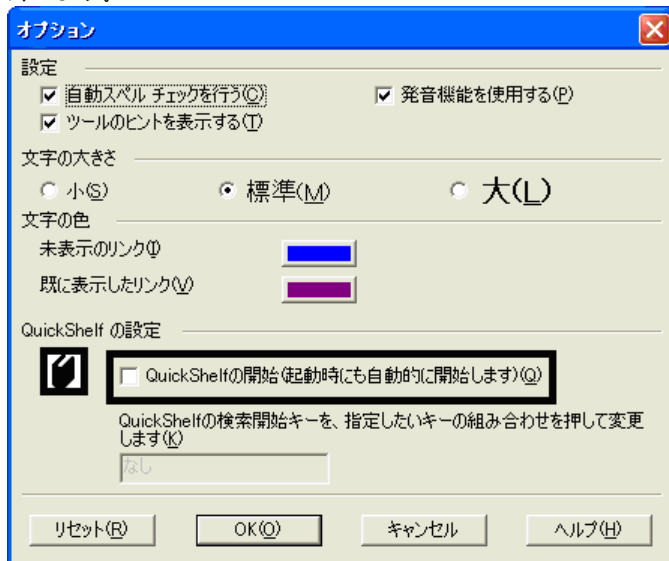 オプション
設定
自動スペル チェックを行う(C) 発音機能を使用する(P)
ツールのヒントを表示する(T)
文字の大きさ
小(S) 標準(M) 大(L)
文字の色
未表示のリンク(I)
既に表示したリンク(V)
QuickShelf の設定
QuickShelfの開始(起動時にも自動的に開始します)(Q)
QuickShelfの検索開始キーを、指定したいキーの組み合わせを押して変更
します(K)
なし
リセット(R) OK(O) キャンセル ヘルプ(H)